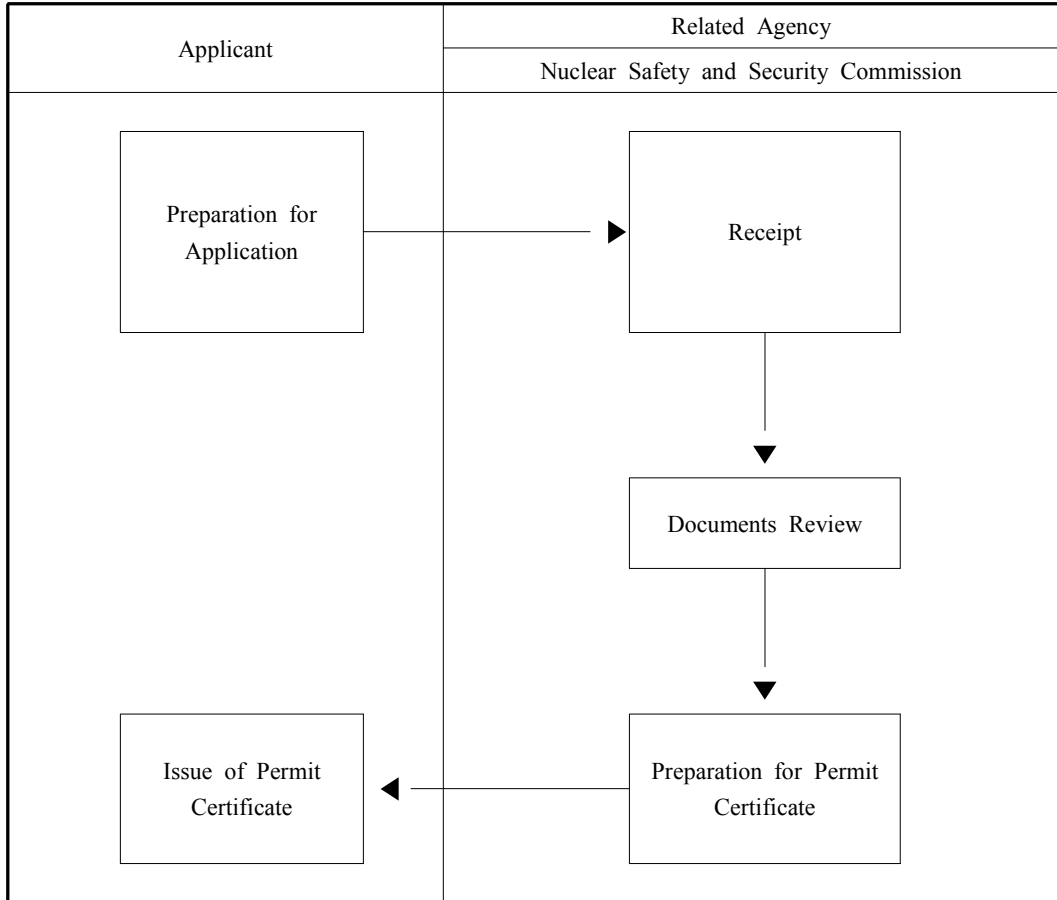 Applicant
Related Agency
Nuclear Safety and Security Commission
Preparation for
Application
Receipt
Documents Review
Issue of Permit
Certificate
Preparation for Permit
Certificate